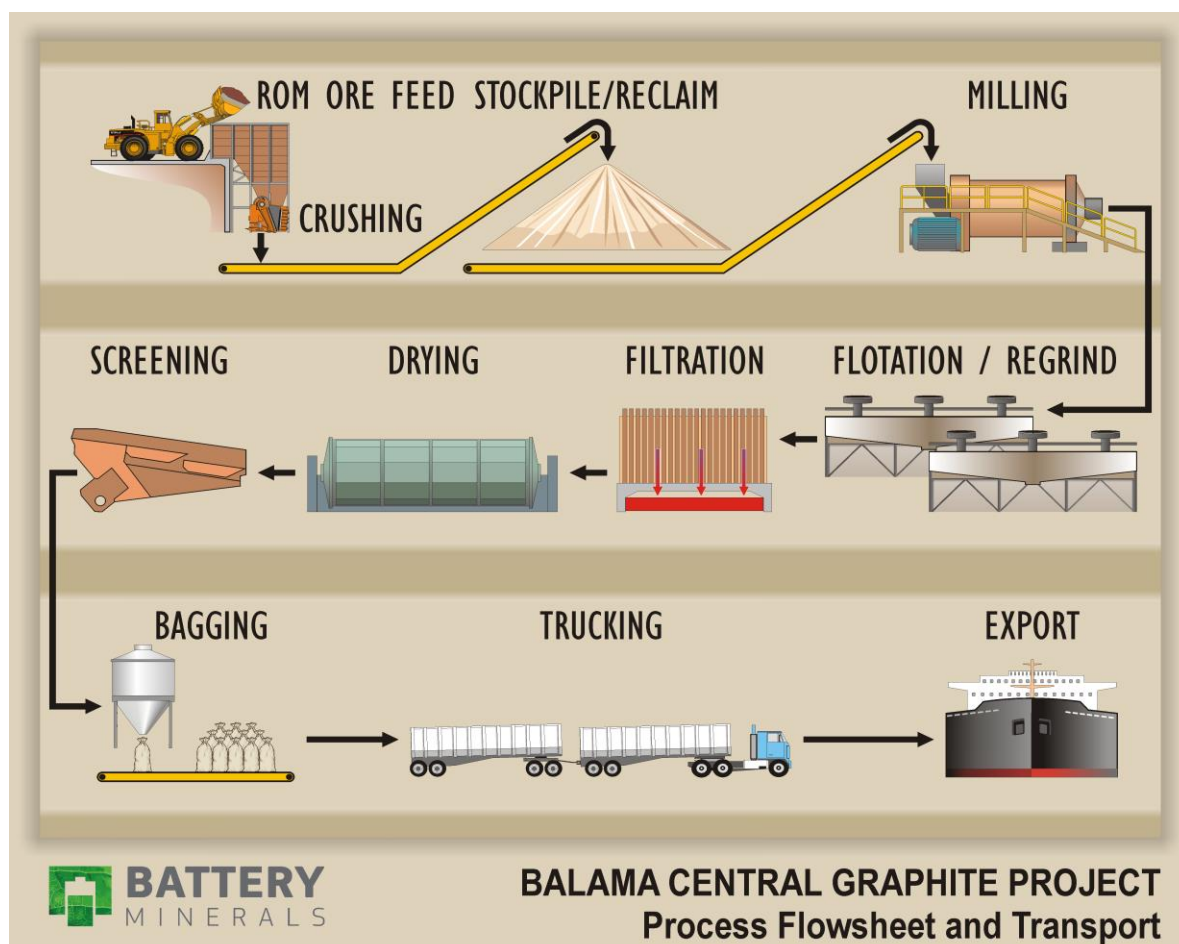 ROM ORE FEED STOCKPILE/RECLAIM
MILLING
CRUSHING
SCREENING
DRYING
FILTRATION
FLOTATION / REGRIND
BAGGING
TRUCKING
EXPORT
BATTERY
MINERALS
BALAMA CENTRAL GRAPHITE PROJECT
Process Flowsheet and Transport